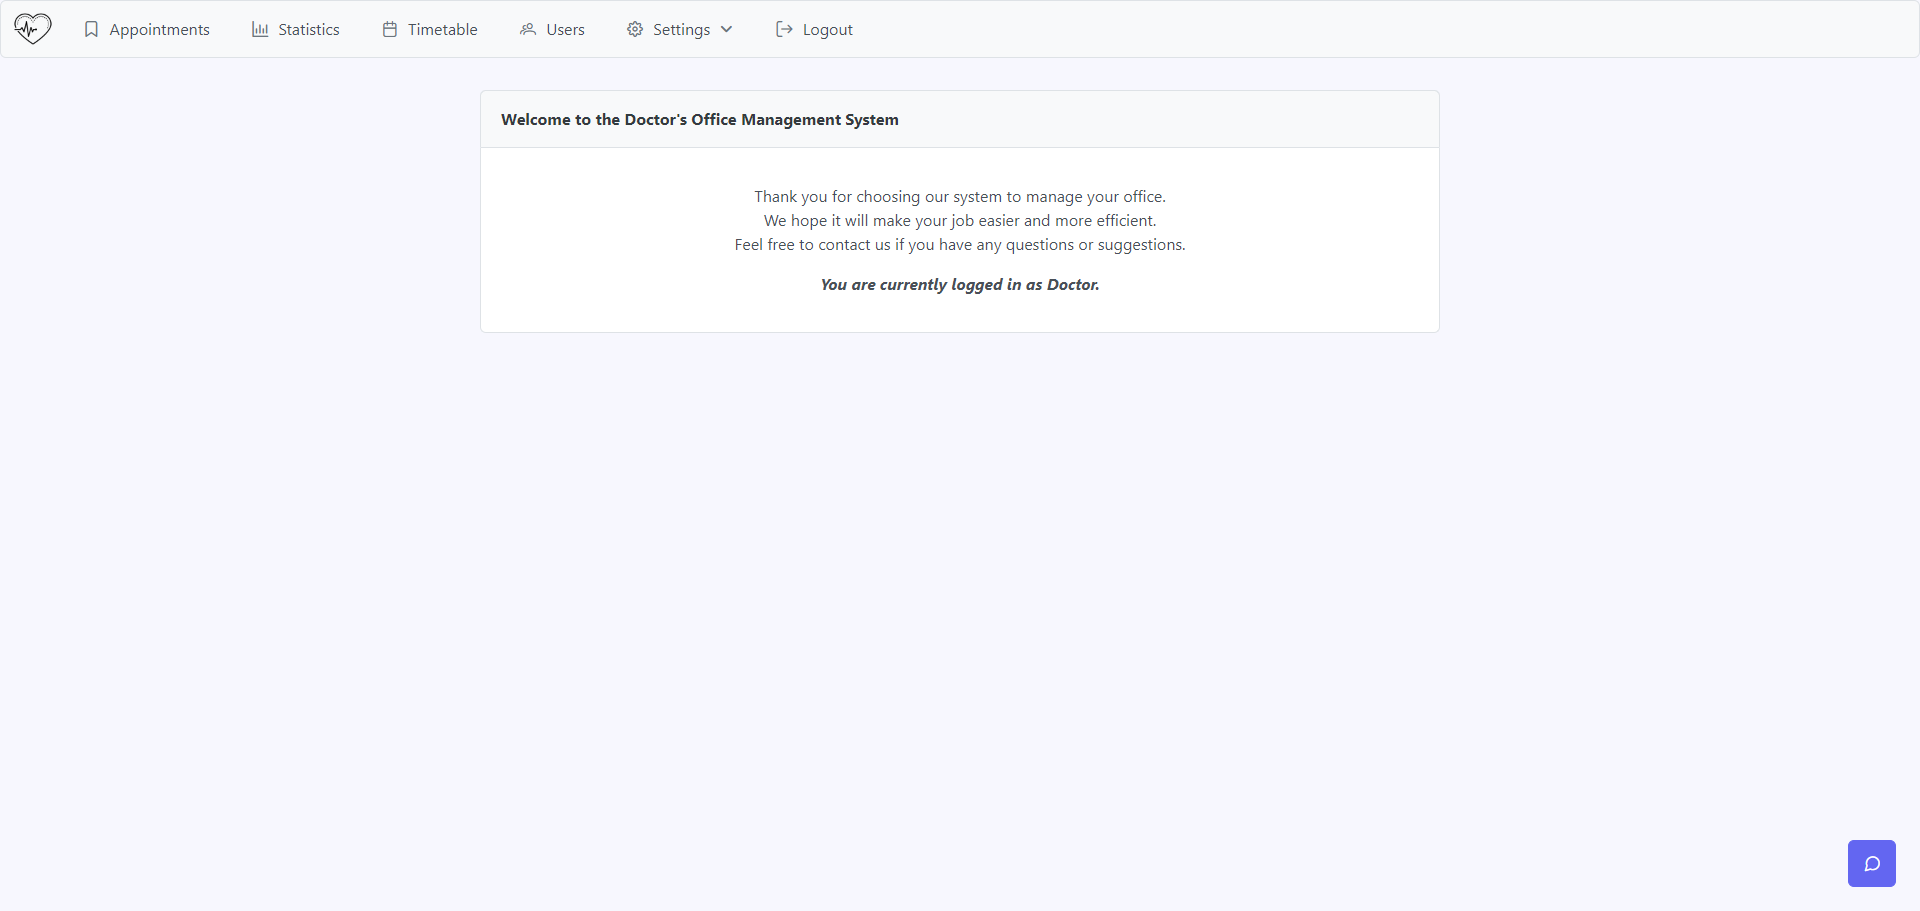 Appointments
Statistics
Timetable
Users
Settings
Logout
Welcome to the Doctor's Office Management System
Thank you for choosing our system to manage your office.
We hope it will make your job easier and more efficient.
Feel free to contact us if you have any questions or suggestions.
You are currently logged in as Doctor.